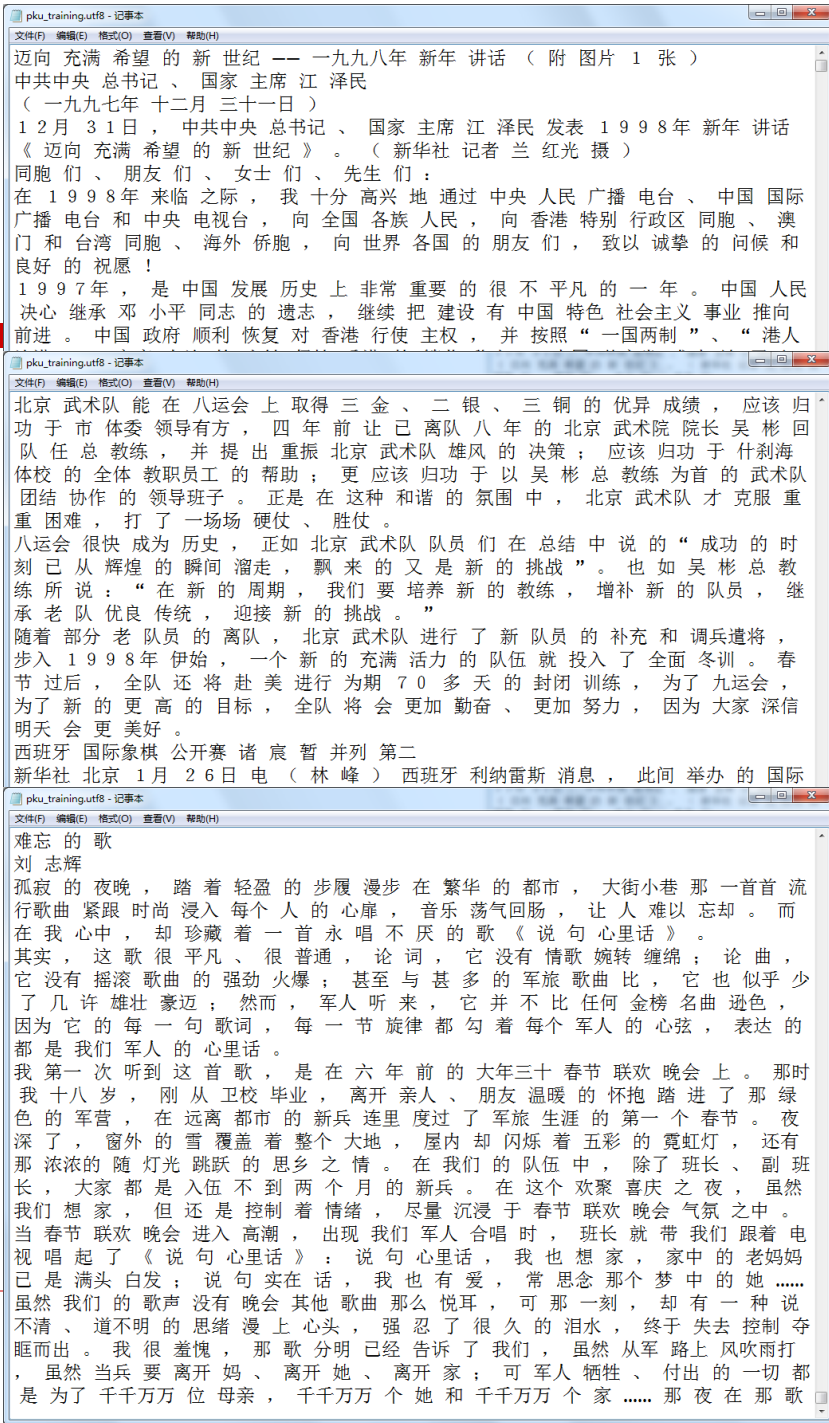 pku_training.utf8 - 记事本
文件(F) 编辑(E) 格式(O) 查看(V) 帮助(H)
迈向 充满 希望 的 新 世纪 —— 一九九八年 新年 讲话 （ 附 图片 １ 张 ）
中共中央 总书记 、 国家 主席 江 泽民
（ 一九九七年 十二月 三十一日 ）
１２月 ３１日 ， 中共中央 总书记 、 国家 主席 江 泽民 发表 １９９８年 新年 讲话
《 迈向 充满 希望 的 新 世纪 》 。 （ 新华社 记者 兰 红光 摄 ）
同胞 们 、 朋友 们 、 女士 们 、 先生 们 ：
在 １９９８年 来临 之际 ， 我 十分 高兴 地 通过 中央 人民 广播 电台 、 中国 国际
广播 电台 和 中央 电视台 ， 向 全国 各族 人民 ， 向 香港 特别 行政区 同胞 、 澳
门 和 台湾 同胞 、 海外 侨胞 ， 向 世界 各国 的 朋友 们 ， 致以 诚挚 的 问候 和
良好 的 祝愿 ！
１９９７年 ， 是 中国 发展 历史 上 非常 重要 的 很 不 平凡 的 一 年 。 中国 人民
决心 继承 邓 小平 同志 的 遗志 ， 继续 把 建设 有 中国 特色 社会主义 事业 推向
前进 。 中国 政府 顺利 恢复 对 香港 行使 主权 ， 并 按照 “ 一国两制 ” 、 “ 港人
pku_training.utf8 - 记事本
文件(F) 编辑(E) 格式(O) 查看(V) 帮助(H)
北京 武术队 能 在 八运会 上 取得 三 金 、 二 银 、 三 铜 的 优异 成绩 ， 应该 归
功 于 市 体委 领导有方 ， 四 年 前 让 已 离队 八 年 的 北京 武术院 院长 吴 彬 回
队 任 总 教练 ， 并 提 出 重振 北京 武术队 雄风 的 决策 ； 应该 归功 于 什刹海
体校 的 全体 教职员工 的 帮助 ； 更 应该 归功 于 以 吴 彬 总 教练 为首 的 武术队
团结 协作 的 领导班子 。 正是 在 这种 和谐 的 氛围 中 ， 北京 武术队 才 克服 重
重 困难 ， 打 了 一场场 硬仗 、 胜仗 。
八运会 很快 成为 历史 ， 正如 北京 武术队 队员 们 在 总结 中 说 的 “ 成功 的 时
刻 已 从 辉煌 的 瞬间 溜走 ， 飘 来 的 又 是 新 的 挑战 ” 。 也 如 吴 彬 总 教
练 所 说 ： “ 在 新 的 周期 ， 我们 要 培养 新 的 教练 ， 增补 新 的 队员 ， 继
承 老 队 优良 传统 ， 迎接 新 的 挑战 。 ”
随着 部分 老 队员 的 离队 ， 北京 武术队 进行 了 新 队员 的 补充 和 调兵遣将 ，
步入 １９９８年 伊始 ， 一个 新 的 充满 活力 的 队伍 就 投入 了 全面 冬训 。 春
节 过后 ， 全队 还 将 赴 美 进行 为期 ７０ 多 天 的 封闭 训练 ， 为了 九运会 ，
为了 新 的 更 高 的 目标 ， 全队 将 会 更加 勤奋 、 更加 努力 ， 因为 大家 深信
明天 会 更 美好 。
西班牙 国际象棋 公开赛 诸 宸 暂 并列 第二
新华社 北京 １月 ２６日 电 （ 林 峰 ） 西班牙 利纳雷斯 消息 ， 此间 举办 的 国际
pku_training.utf8 - 记事本
文件(F) 编辑(E) 格式(O) 查看(V) 帮助(H)
难忘 的 歌
刘 志辉
孤寂 的 夜晚 ， 踏 着 轻盈 的 步履 漫步 在 繁华 的 都市 ， 大街小巷 那 一首首 流
行歌曲 紧跟 时尚 浸入 每个 人 的 心扉 ， 音乐 荡气回肠 ， 让 人 难以 忘却 。 而
在 我 心中 ， 却 珍藏 着 一 首 永 唱 不 厌 的 歌 《 说 句 心里话 》 。
其实 ， 这 歌 很 平凡 、 很 普通 ， 论 词 ， 它 没有 情歌 婉转 缠绵 ； 论 曲 ，
它 没有 摇滚 歌曲 的 强劲 火爆 ； 甚至 与 甚 多 的 军旅 歌曲 比 ， 它 也 似乎 少
了 几 许 雄壮 豪迈 ； 然而 ， 军人 听 来 ， 它 并 不 比 任何 金榜 名曲 逊色 ，
因为 它 的 每 一 句 歌词 ， 每 一 节 旋律 都 勾 着 每个 军人 的 心弦 ， 表达 的
都 是 我们 军人 的 心里话 。
我 第一 次 听到 这 首 歌 ， 是 在 六 年 前 的 大年三十 春节 联欢 晚会 上 。 那时
我 十八 岁 ， 刚 从 卫校 毕业 ， 离开 亲人 、 朋友 温暖 的 怀抱 踏 进 了 那 绿
色 的 军营 ， 在 远离 都市 的 新兵 连里 度过 了 军旅 生涯 的 第一 个 春节 。 夜
深 了 ， 窗外 的 雪 覆盖 着 整个 大地 ， 屋内 却 闪烁 着 五彩 的 霓虹灯 ， 还有
那 浓浓的 随 灯光 跳跃 的 思乡 之 情 。 在 我们 的 队伍 中 ， 除了 班长 、 副 班
长 ， 大家 都 是 入伍 不 到 两 个 月 的 新兵 。 在 这个 欢聚 喜庆 之 夜 ， 虽然
我们 想 家 ， 但 还 是 控制 着 情绪 ， 尽量 沉浸 于 春节 联欢 晚会 气氛 之中 。
当 春节 联欢 晚会 进入 高潮 ， 出现 我们 军人 合唱 时 ， 班长 就 带 我们 跟着 电
视 唱 起 了 《 说 句 心里话 》 ： 说 句 心里话 ， 我 也 想 家 ， 家中 的 老妈妈
已 是 满头 白发 ； 说 句 实在 话 ， 我 也 有 爱 ， 常 思念 那个 梦 中 的 她 ……
虽然 我们 的 歌声 没有 晚会 其他 歌曲 那么 悦耳 ， 可 那 一刻 ， 却 有 一 种 说
不清 、 道不明 的 思绪 漫 上 心头 ， 强 忍 了 很 久 的 泪水 ， 终于 失去 控制 夺
眶而出 。 我 很 羞愧 ， 那 歌 分明 已经 告诉 了 我们 ， 虽然 从军 路上 风吹雨打
， 虽然 当兵 要 离开 妈 、 离开 她 、 离开 家 ； 可 军人 牺牲 、 付出 的 一切 都
是 为了 千千万万 位 母亲 ， 千千万万 个 她 和 千千万万 个 家 …… 那 夜 在 那 歌